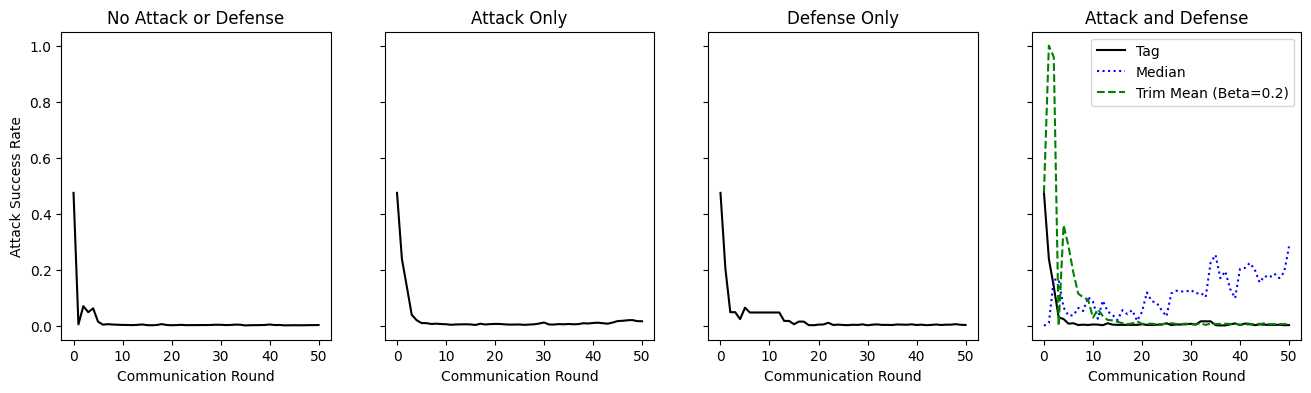 No Attack or Defense
Attack Only
Defense Only
Attack and Defense
Attack Success Rate
1.0
0.8
0.6
0.4
0.2
0.0
Tag
Median
Trim Mean (Beta=0.2)
0 10 20 30 40 50
0 10 20 30 40 50
0 10 20 30 40 50
0 10 20 30 40 50
Communication Round
Communication Round
Communication Round
Communication Round